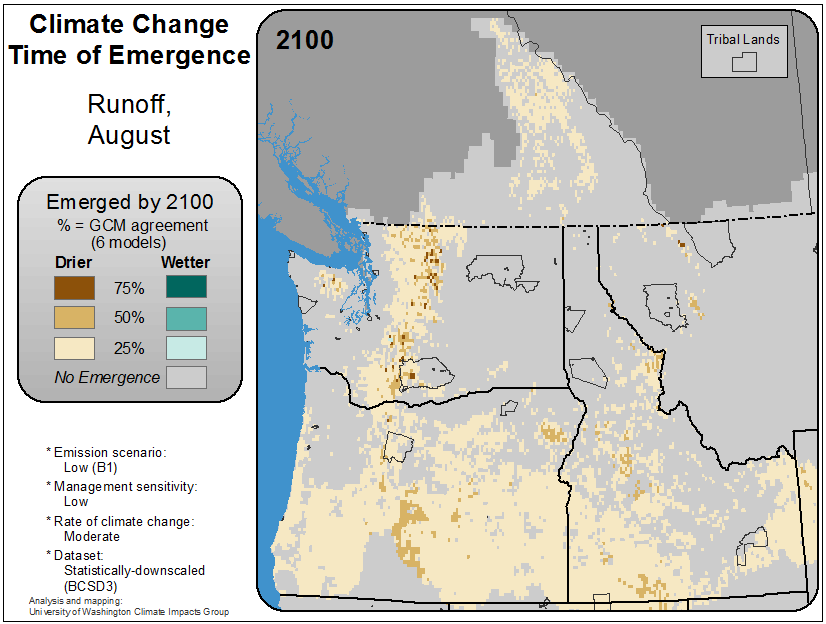 Climate Change
Time of Emergence
Runoff,
August
Emerged by 2100
% = GCM agreement
(6 models)
Drier Wetter
75%
50%
25%
No Emergence
* Emission scenario:
Low (B1)
* Management sensitivity:
Low
* Rate of climate change:
Moderate
* Dataset:
Statistically-downscaled
(BCSD3)
Analysis and mapping:
University of Washington Climate Impacts Group
2100
Tribal Lands